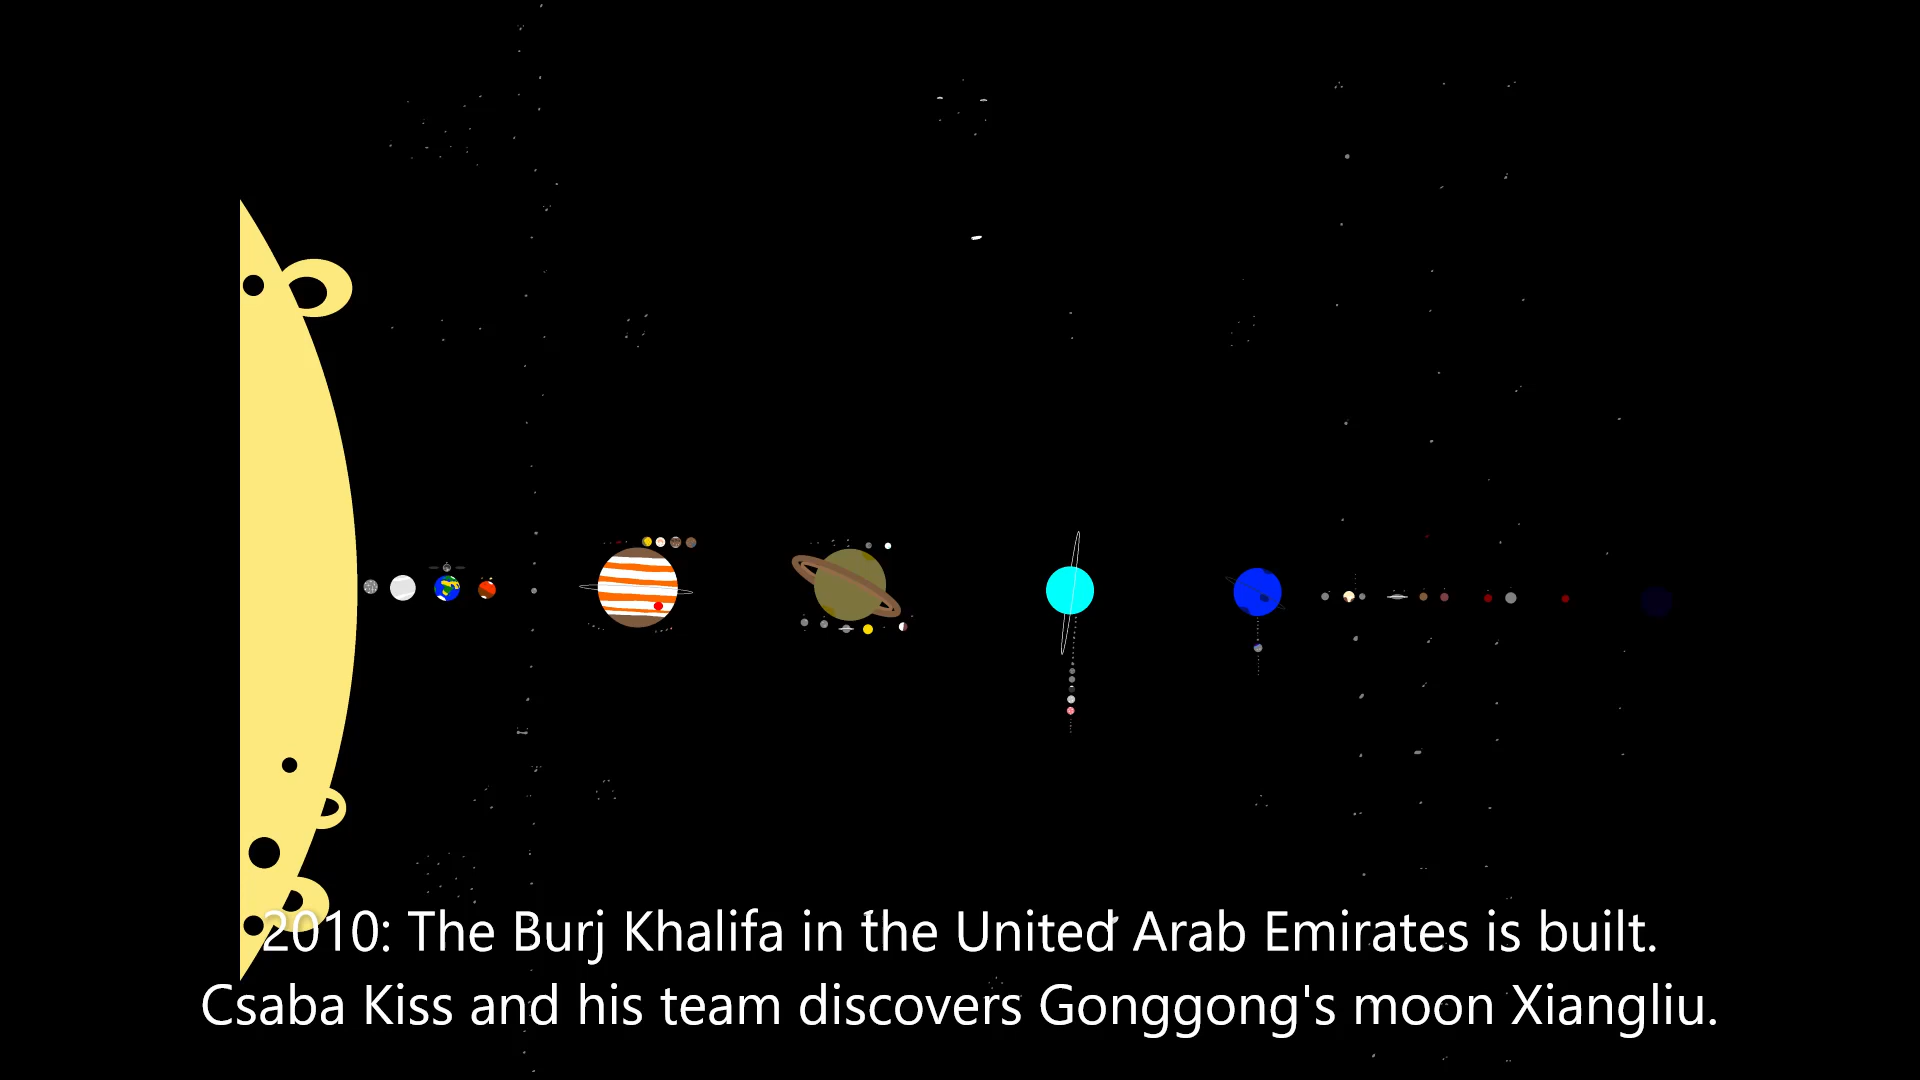 2010: The Burj Khalifa in the United Arab Emirates is built.
Csaba Kiss and his team discovers Gonggong's moon Xiangliu.